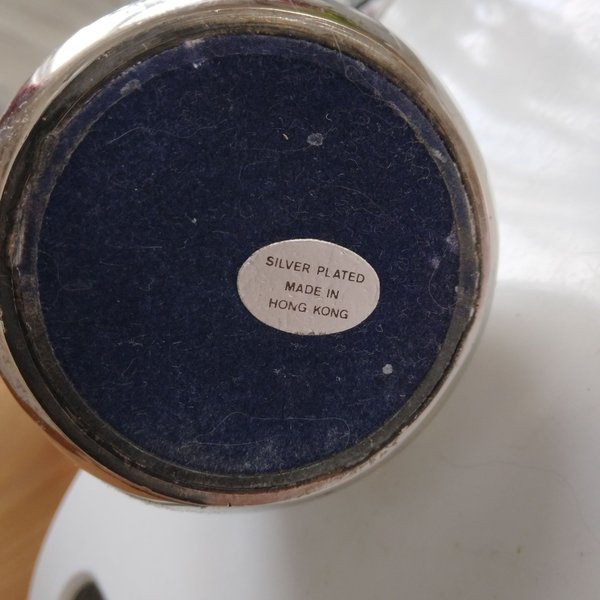 SILVER PLATED
MADE IN
HONG KONG